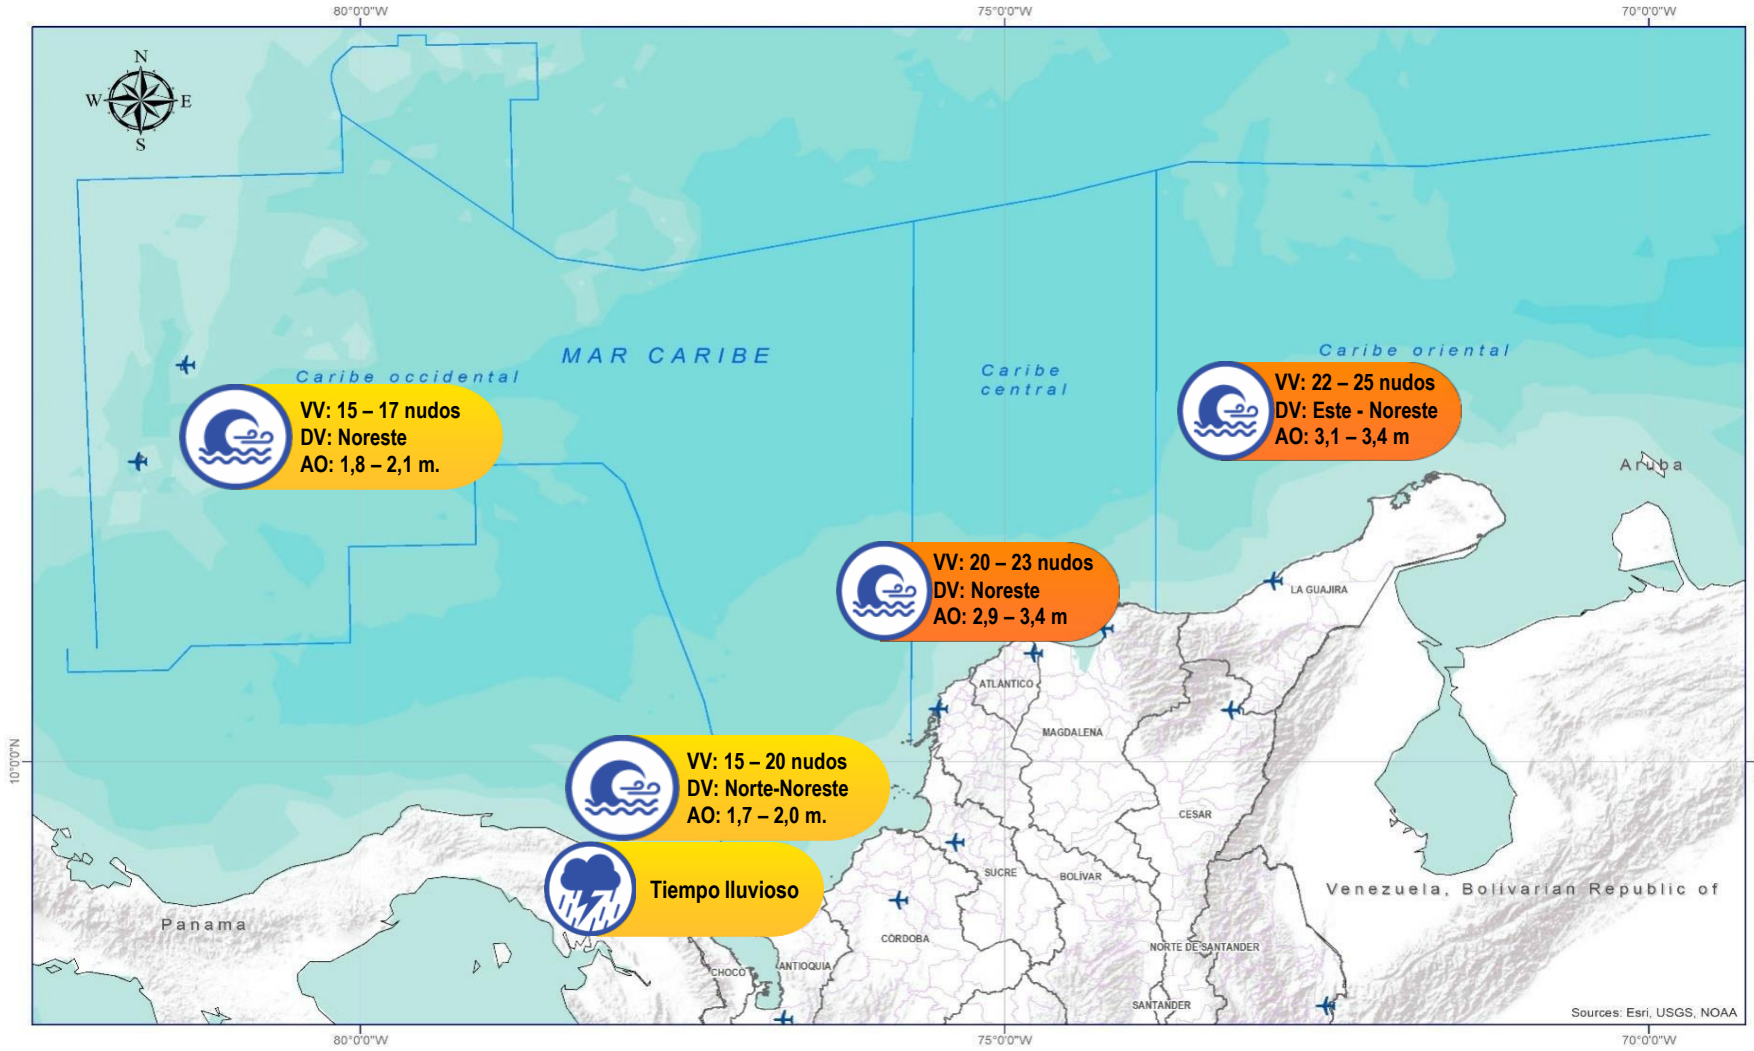 80°0'0"W
75°0'0"W
70°0'0"W
N
W
E
S
MAR CARIBE
Caribe occidental
Caribe
central
Caribe oriental
VV: 15 – 17 nudos
DV: Noreste
AO: 1,8 – 2,1 m.
VV: 22 – 25 nudos
DV: Este - Noreste
AO: 3,1 – 3,4 m
Aruba
VV: 20 – 23 nudos
DV: Noreste
AO: 2,9 – 3,4 m
LA GUAJIRA
ATLÁNTICO
MAGDALENA
10°0'0"N
VV: 15 – 20 nudos
DV: Norte-Noreste
AO: 1,7 – 2,0 m.
CESAR
Tiempo lluvioso
SUCRE
BOLÍVAR
Venezuela, Bolivarian Republic of
Panama
CÓRDOBA
NORTE DE SANTANDER
CHOCÓ
ANTIOQUIA
SANTANDER
Sources: Esri, USGS, NOAA
80°0'0"W
75°0'0"W
70°0'0"W